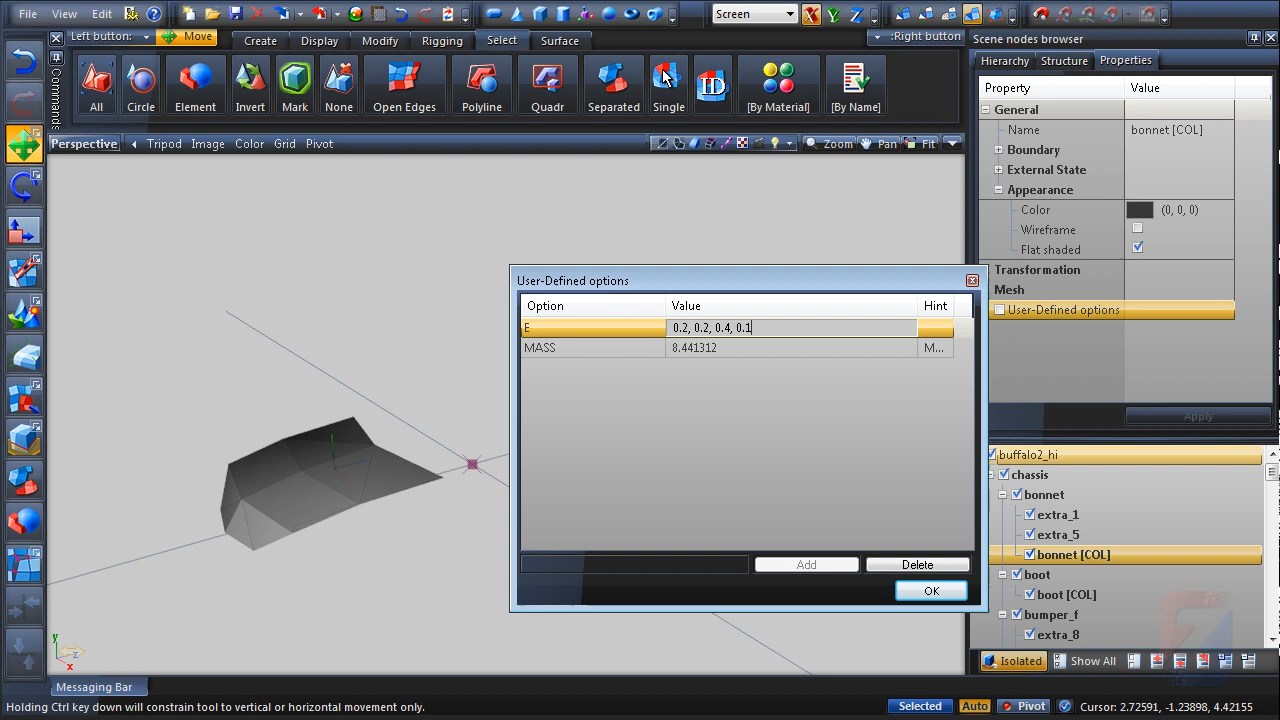 File View Edit Screen X Y Z
Left button: Move Create Display Modify Rigging Select Surface :Right button
Commands
All Circle Element Invert Mark None Open Edges Polyline Quadr Separated Single ID [By Material] [By Name]
Perspective Tripod Image Color Grid Pivot Zoom Pan Fit
Scene nodes browser
Hierarchy Structure Properties
Property Value
General
Name bonnet [COL]
Boundary
External State
Appearance
Color (0, 0, 0)
Wireframe
Flat shaded
Transformation
Mesh
User-Defined options
Apply
User-Defined options
Option Value Hint
E 0.2, 0.2, 0.4, 0.1
MASS 8.441312 M...
Add Delete
OK
buffalo2_hi
chassis
bonnet
extra_1
extra_5
bonnet [COL]
boot
boot [COL]
bumper_f
extra_8
Isolated Show All
y
z
x
Messaging Bar
Holding Ctrl key down will constrain tool to vertical or horizontal movement only. Selected Auto Pivot Cursor: 2.72591, -1.23898, 4.42155